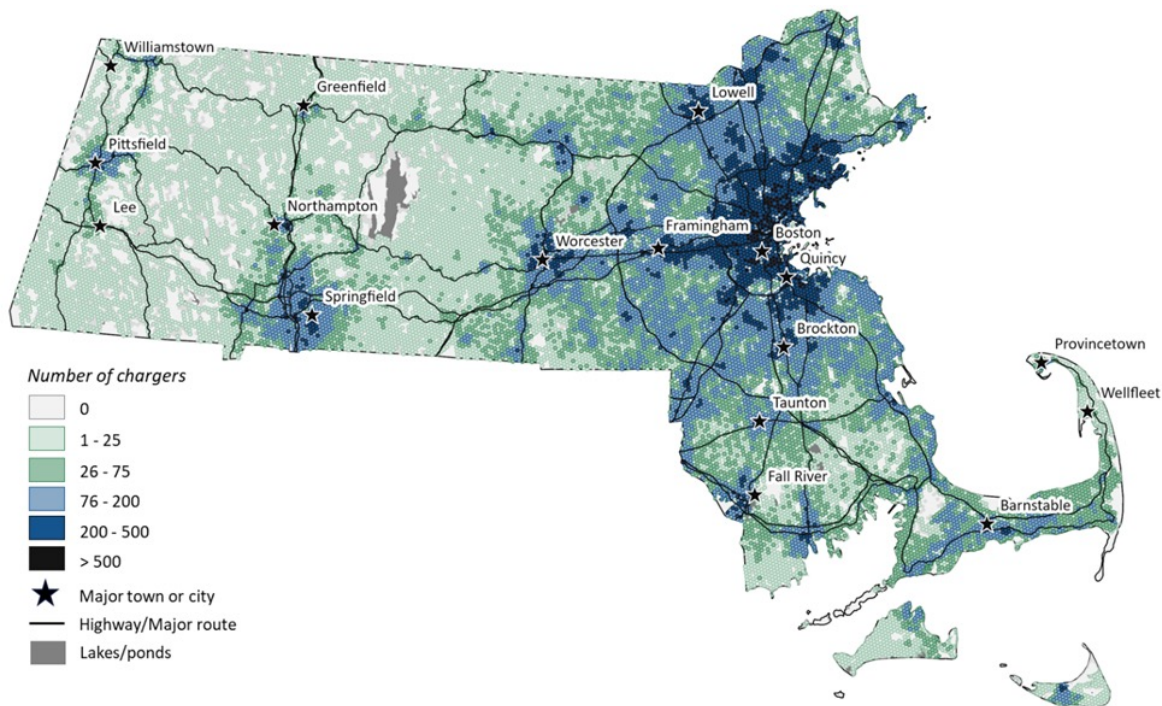 Williamstown
Greenfield
Lowell
Pittsfield
Lee
Northampton
Framingham
Boston
Worcester
Quincy
Springfield
Brockton
Provincetown
Wellfleet
Taunton
Fall River
Barnstable
Number of chargers
0
1 - 25
26 - 75
76 - 200
200 - 500
> 500
Major town or city
Highway/Major route
Lakes/ponds